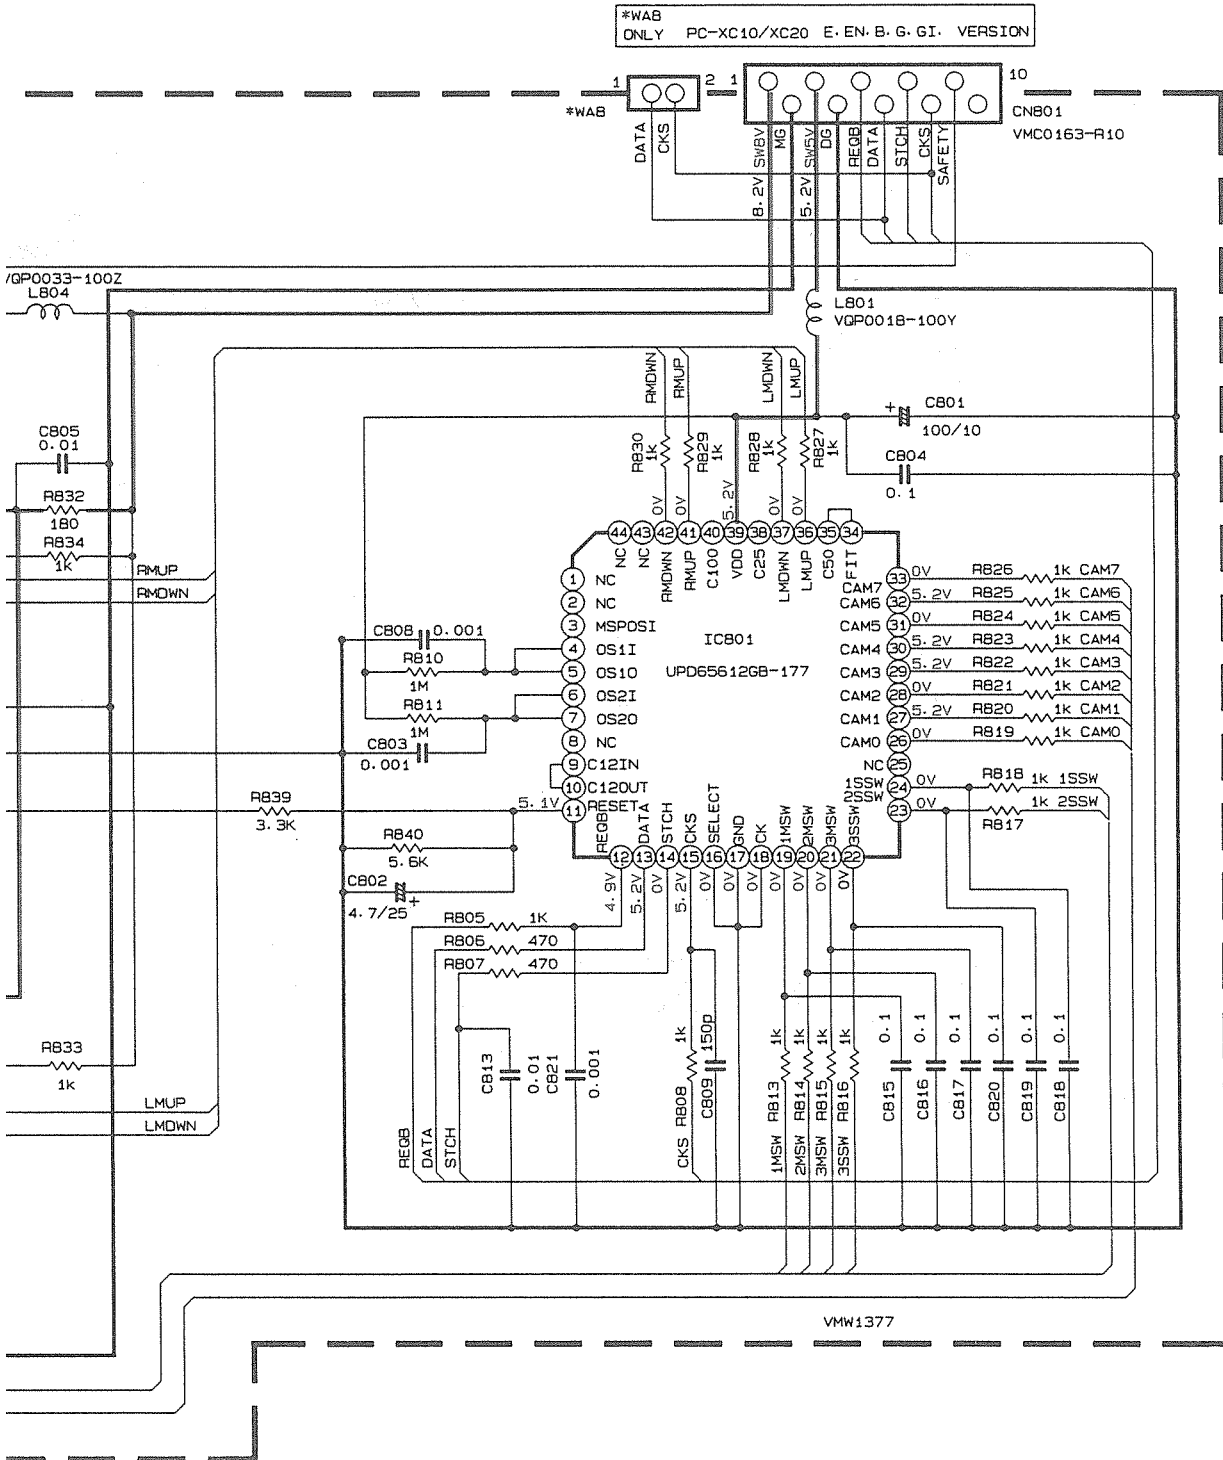 *WA8
ONLY PC-XC10/XC20 E. EN. B. G. GI. VERSION
1
2
1
10
*WA8
CN801
VMC0163-R10
DATA
CKS
8. 2V SW8V
MG
5. 2V SW5V
DG
REQB
DATA
STCH
CKS
SAFETY
VQP0033-100Z
L804
L801
VQP0018-100Y
RMDWN
RMUP
LMDWN
LMUP
C801
100/10
C804
0. 1
C805
0. 01
R830
1k
R829
1k
R828
1k
R827
1k
R832
180
R834
1K
RMUP
RMDWN
0V
0V
5. 2V
0V
0V
44
43
42
41
40
39
38
37
36
35
34
NC
NC
RMDWN
RMUP
C100
VDD
C25
LMDWN
LMUP
C50
FIT
1 NC
2 NC
3 MSPOSI
4 OS1I
5 OS1O
6 OS2I
7 OS2O
8 NC
9 C12IN
10 C12OUT
11 RESET
5. 1V
IC801
UPD65612GB-177
CAM7 33 0V R826 1k CAM7
CAM6 32 5. 2V R825 1k CAM6
CAM5 31 0V R824 1k CAM5
CAM4 30 5. 2V R823 1k CAM4
CAM3 29 5. 2V R822 1k CAM3
CAM2 28 0V R821 1k CAM2
CAM1 27 5. 2V R820 1k CAM1
CAM0 26 0V R819 1k CAM0
NC 25
1SSW 24 0V R818 1k 1SSW
2SSW 23 0V R817 1k 2SSW
C808 0. 001
R810
1M
R811
1M
C803
0. 001
R839
3. 3K
R840
5. 6K
C802
4. 7/25
REQB
DATA
STCH
CKS
SELECT
GND
CK
1MSW
2MSW
3MSW
3SSW
12
13
14
15
16
17
18
19
20
21
22
4. 9V
5. 2V
0V
5. 2V
0V
0V
0V
0V
0V
0V
0V
R805 1K
R806 470
R807 470
R833
1k
LMUP
LMDWN
REQB
DATA
STCH
C813
0. 01
C821
0. 001
CKS R808 1k
C809 150p
1MSW R813 1k
2MSW R814 1k
3MSW R815 1k
3SSW R816 1k
C815 0. 1
C816 0. 1
C817 0. 1
C820 0. 1
C819 0. 1
C818 0. 1
VMW1377